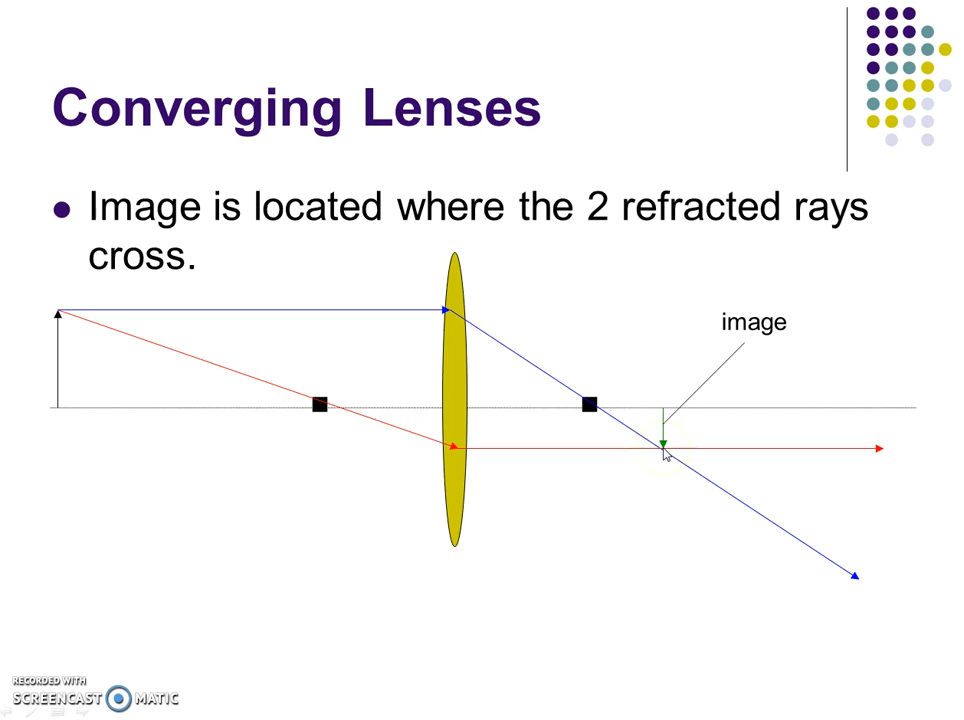 Converging Lenses
Image is located where the 2 refracted rays
cross.
image
RECORDED WITH
SCREENCAST MATIC